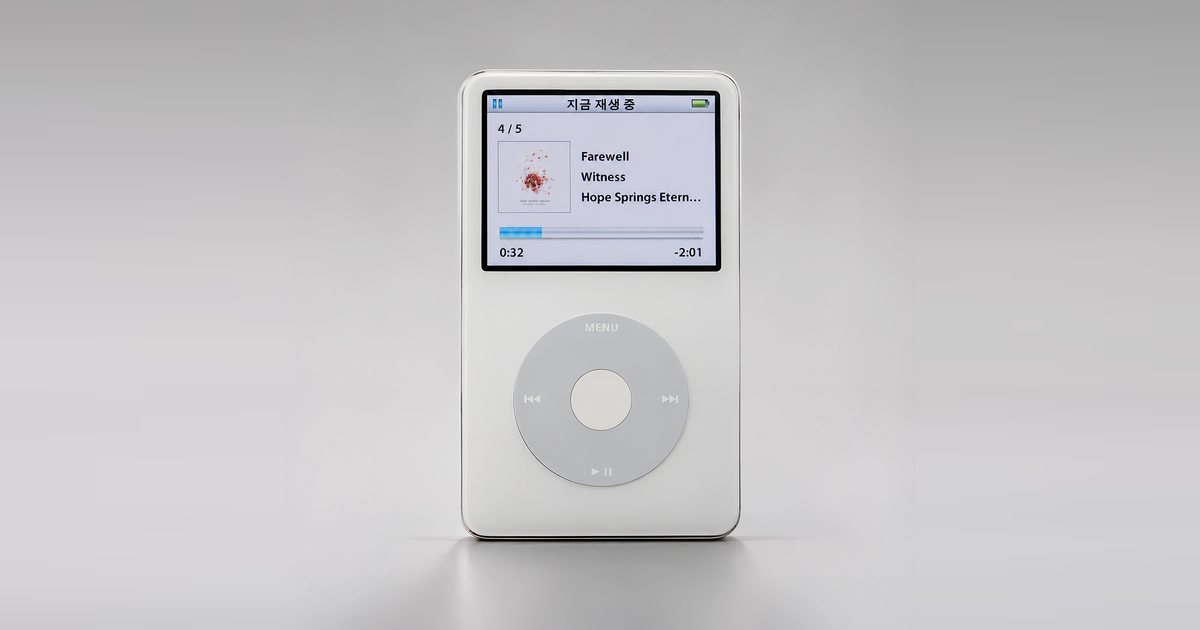 지금 재생 중
4 / 5
Farewell
Witness
Hope Springs Etern...
0:32
-2:01
MENU